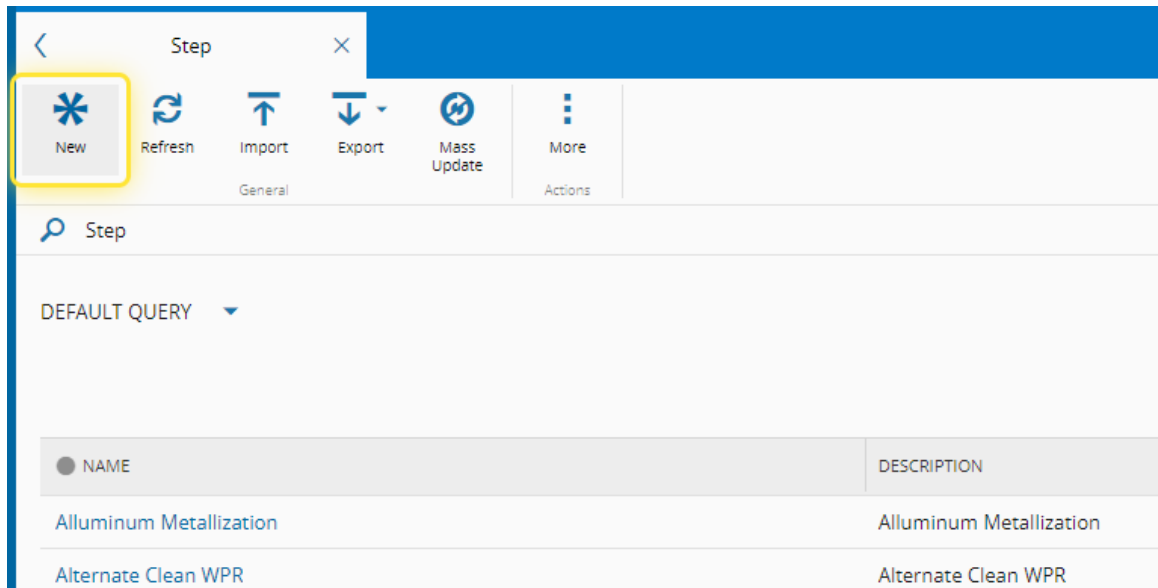 Step
New
Refresh
Import
Export
Mass
Update
More
General
Actions
Step
DEFAULT QUERY
NAME
DESCRIPTION
Alluminum Metallization
Alluminum Metallization
Alternate Clean WPR
Alternate Clean WPR